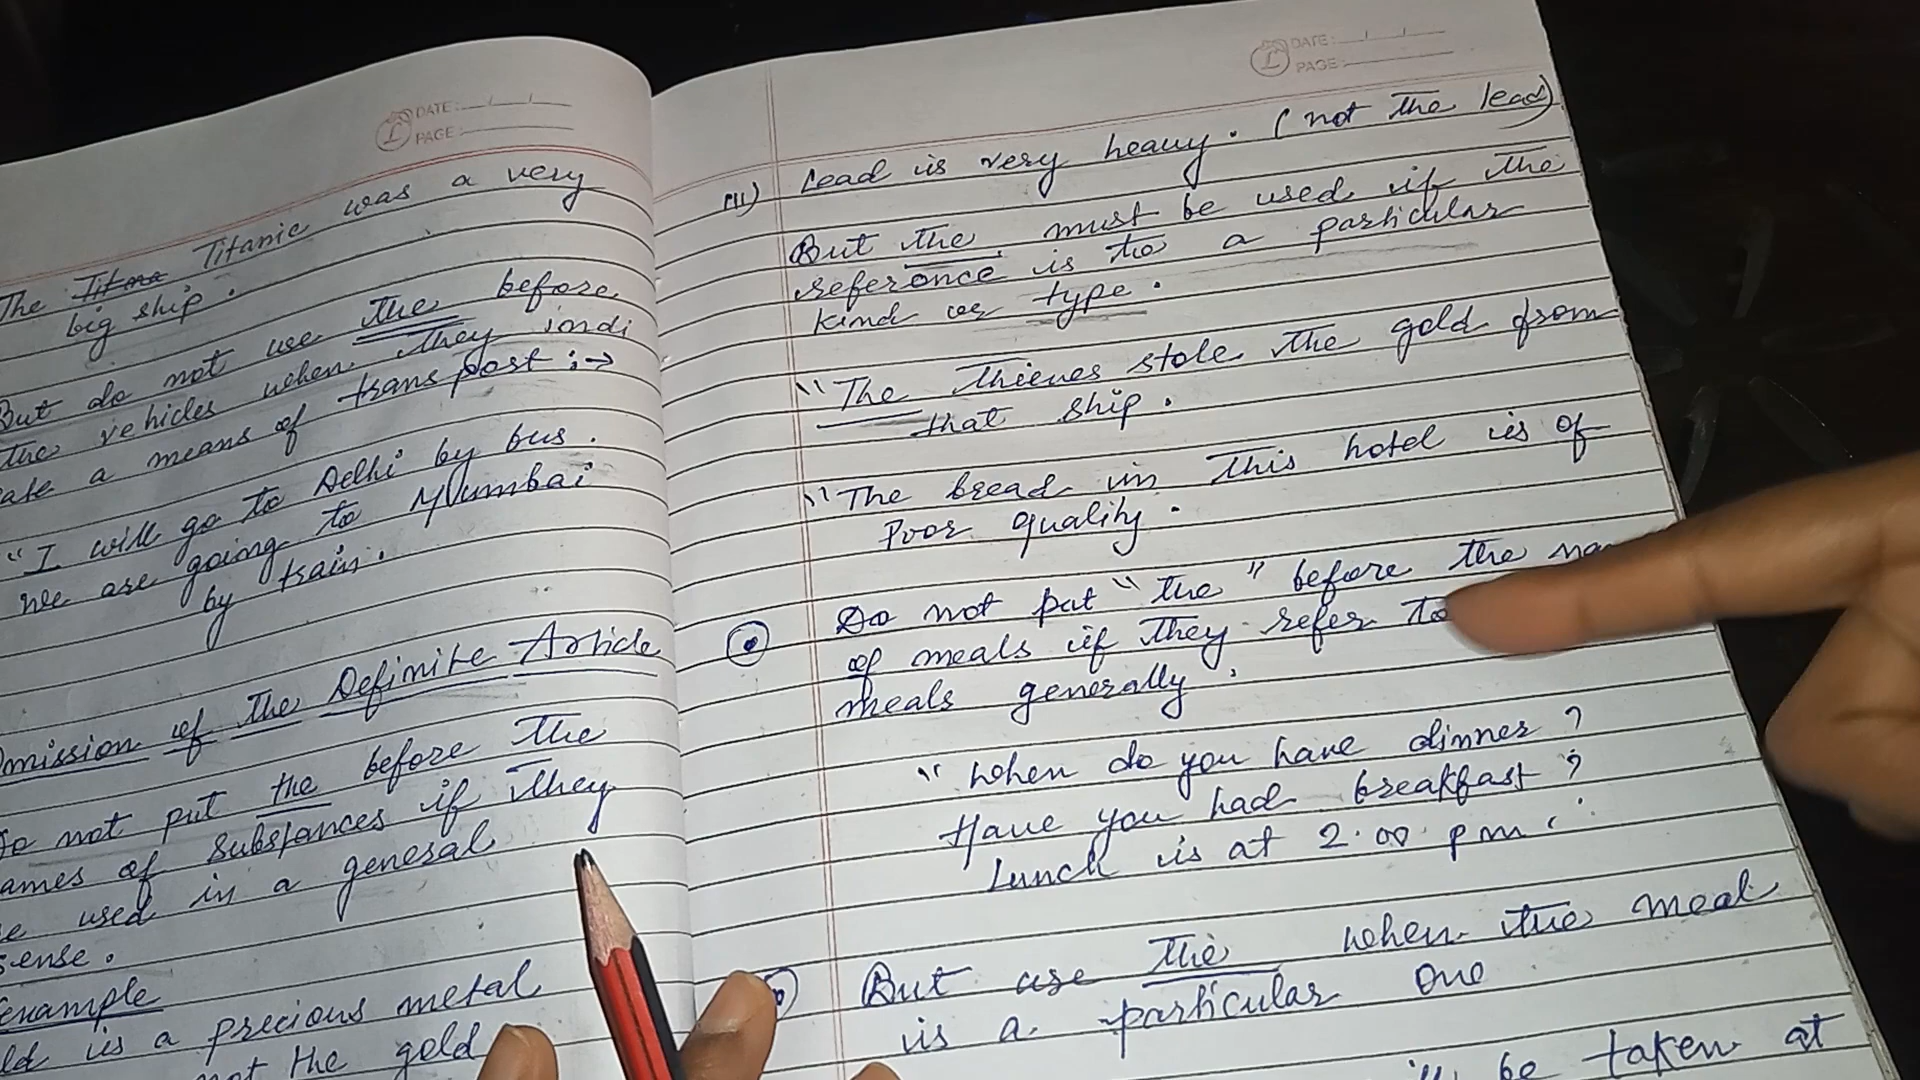 DATE:
PAGE:
The Titanic was a very
big ship.
But do not use the before
the vehicles when they indi
ate a means of transport :→
"I will go to Delhi by bus.
we are going to Mumbai
by train.
mission of the Definite Article
Do not put the before the
ames of substances if they
e used in a general
sense.
Example
ld is a precious metal
the gold
DATE:
PAGE:
III) Lead is very heavy. (not the lead)
But the must be used if the
reference is to a particular
kind or type.
"The thieves stole the gold from
that ship.
"The bread in this hotel is of
Poor quality.
Do not put "the" before the
of meals if they refer to
meals generally.
"When do you have dinner?
Have you had breakfast?
Lunch is at 2.00 pm.
But use the when the meal
is a particular one
be taken at